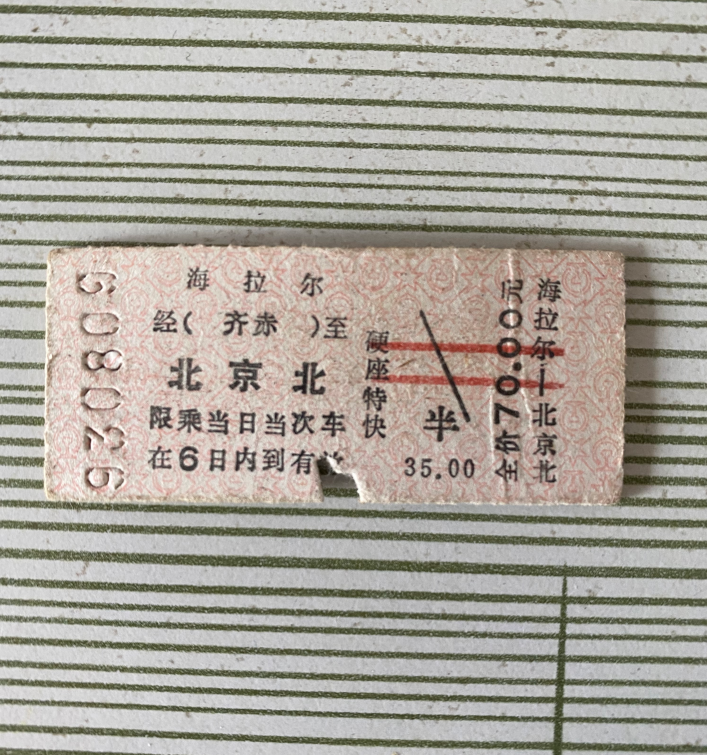 海拉尔
经( 齐赤 )至
北京北
限乘当日当次车
在6日内到有
硬座特快
半
35.00
全价70.00元
海拉尔—北京北